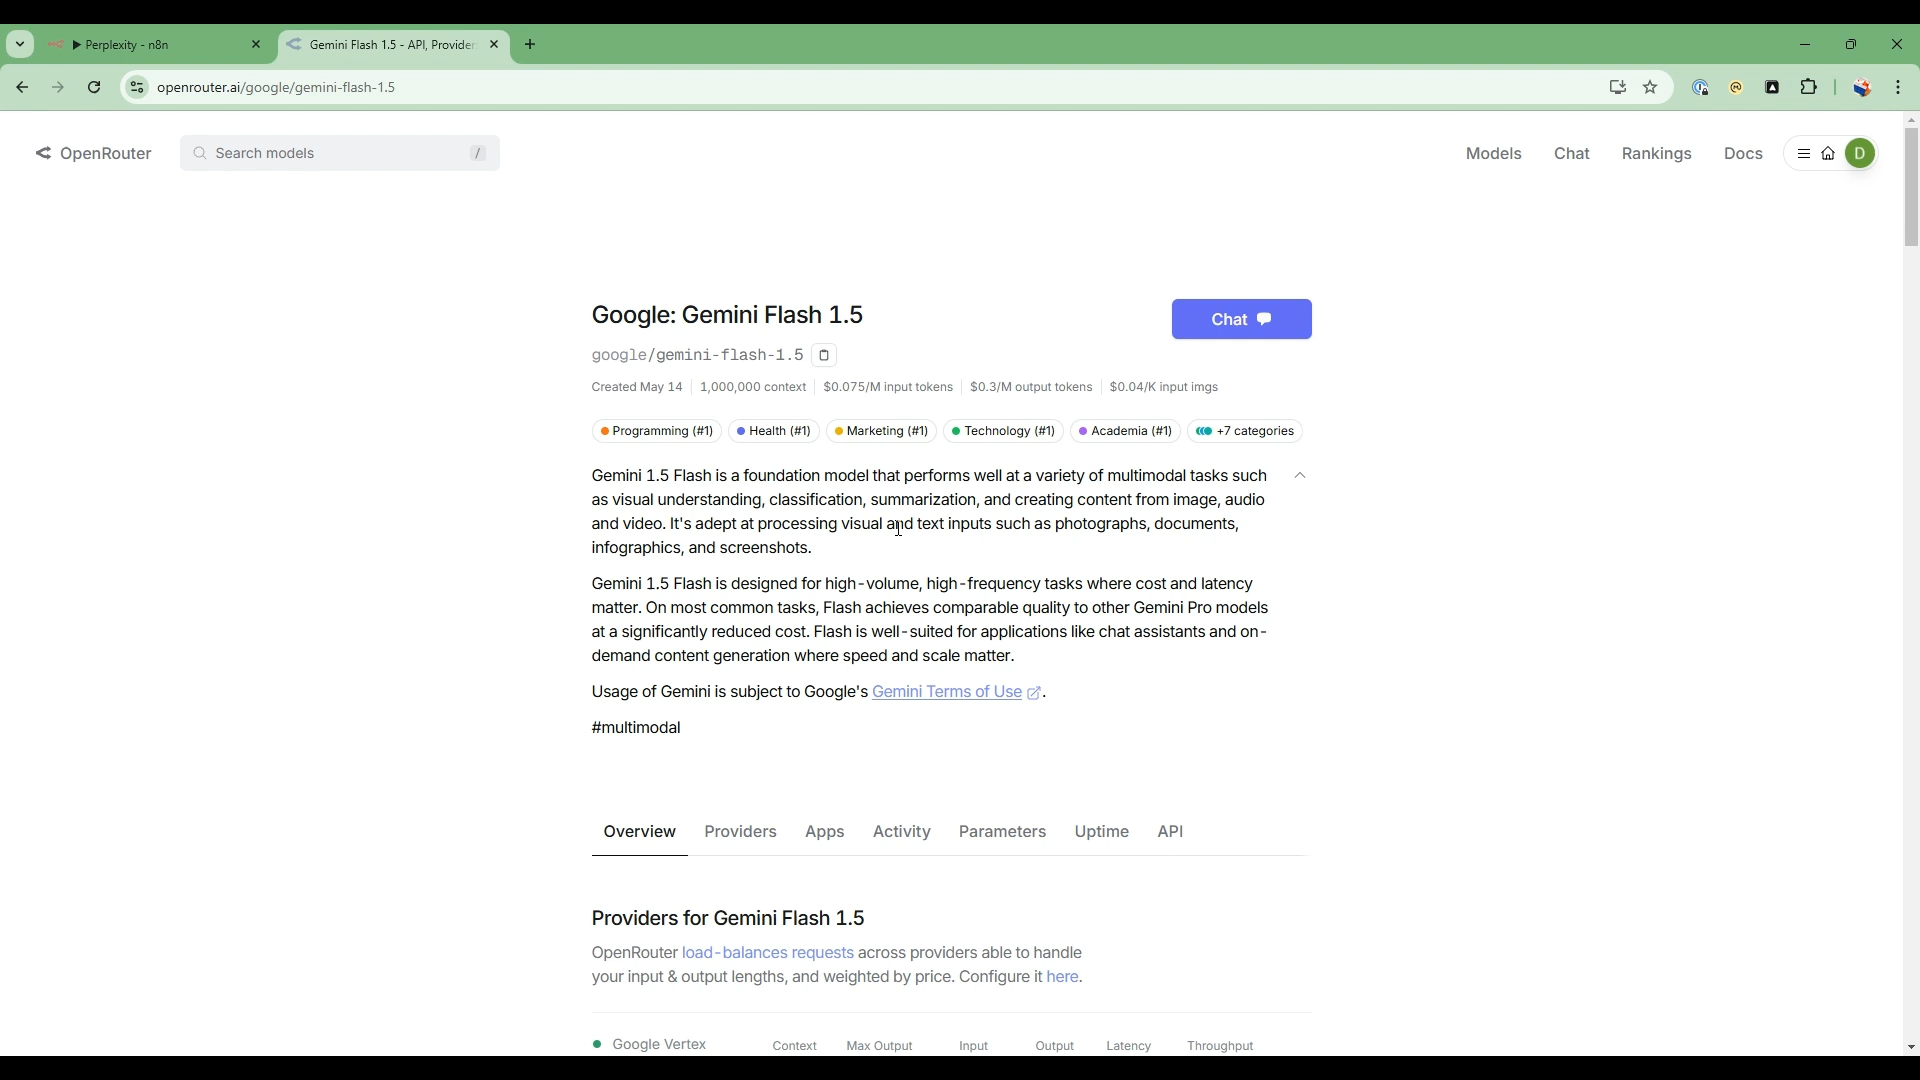 ▶ Perplexity - n8n
Gemini Flash 1.5 - API, Provider
openrouter.ai/google/gemini-flash-1.5
OpenRouter
Search models
/
Models
Chat
Rankings
Docs
D
Google: Gemini Flash 1.5
Chat
google/gemini-flash-1.5
Created May 14 | 1,000,000 context | $0.075/M input tokens | $0.3/M output tokens | $0.04/K input imgs
Programming (#1) Health (#1) Marketing (#1) Technology (#1) Academia (#1) +7 categories
Gemini 1.5 Flash is a foundation model that performs well at a variety of multimodal tasks such
as visual understanding, classification, summarization, and creating content from image, audio
and video. It's adept at processing visual and text inputs such as photographs, documents,
infographics, and screenshots.
Gemini 1.5 Flash is designed for high-volume, high-frequency tasks where cost and latency
matter. On most common tasks, Flash achieves comparable quality to other Gemini Pro models
at a significantly reduced cost. Flash is well-suited for applications like chat assistants and on-
demand content generation where speed and scale matter.
Usage of Gemini is subject to Google's Gemini Terms of Use.
#multimodal
Overview Providers Apps Activity Parameters Uptime API
Providers for Gemini Flash 1.5
OpenRouter load-balances requests across providers able to handle
your input & output lengths, and weighted by price. Configure it here.
Google Vertex Context Max Output Input Output Latency Throughput